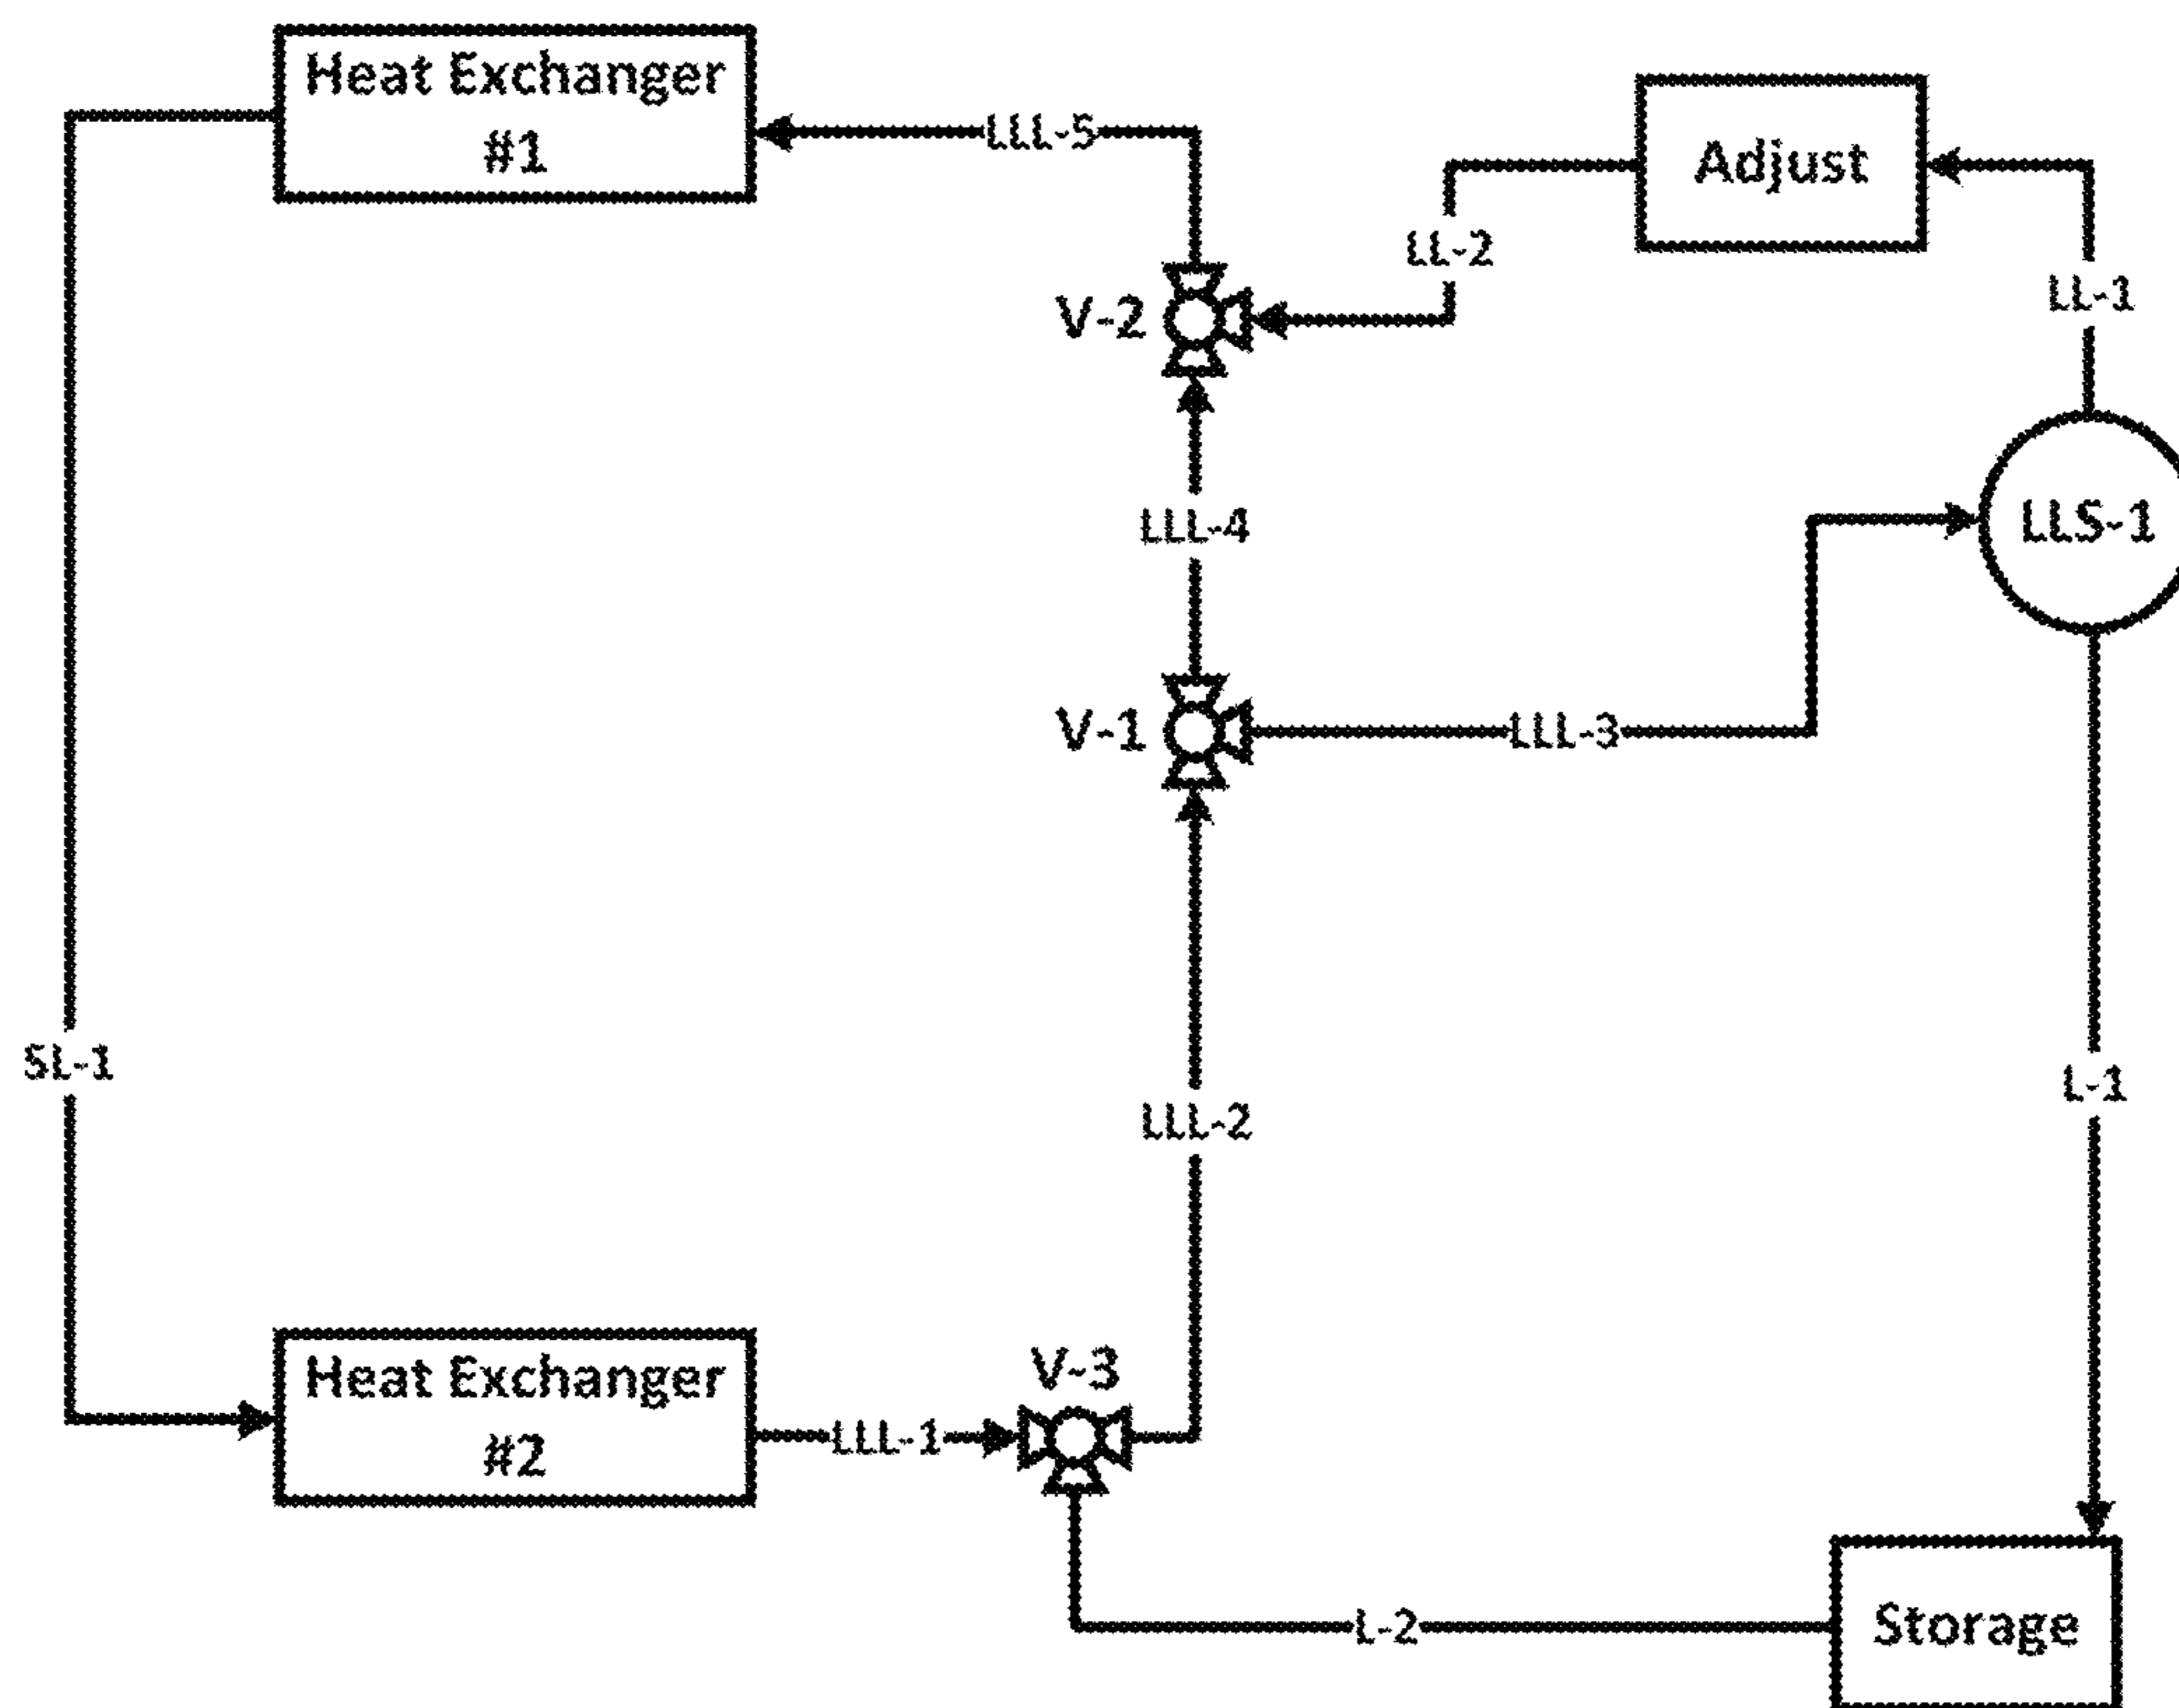 Heat Exchanger
#1
LLL-5
Adjust
LL-2
LL-1
V-2
LLL-4
LLS-1
V-1
LLL-3
SL-1
L-1
LLL-2
V-3
Heat Exchanger
#2
LLL-1
L-2
Storage